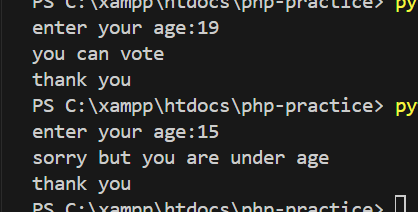 PS C:\xampp\htdocs\php-practice> py
enter your age:19
you can vote
thank you
PS C:\xampp\htdocs\php-practice> py
enter your age:15
sorry but you are under age
thank you
PS C:\xampp\htdocs\php-practice>